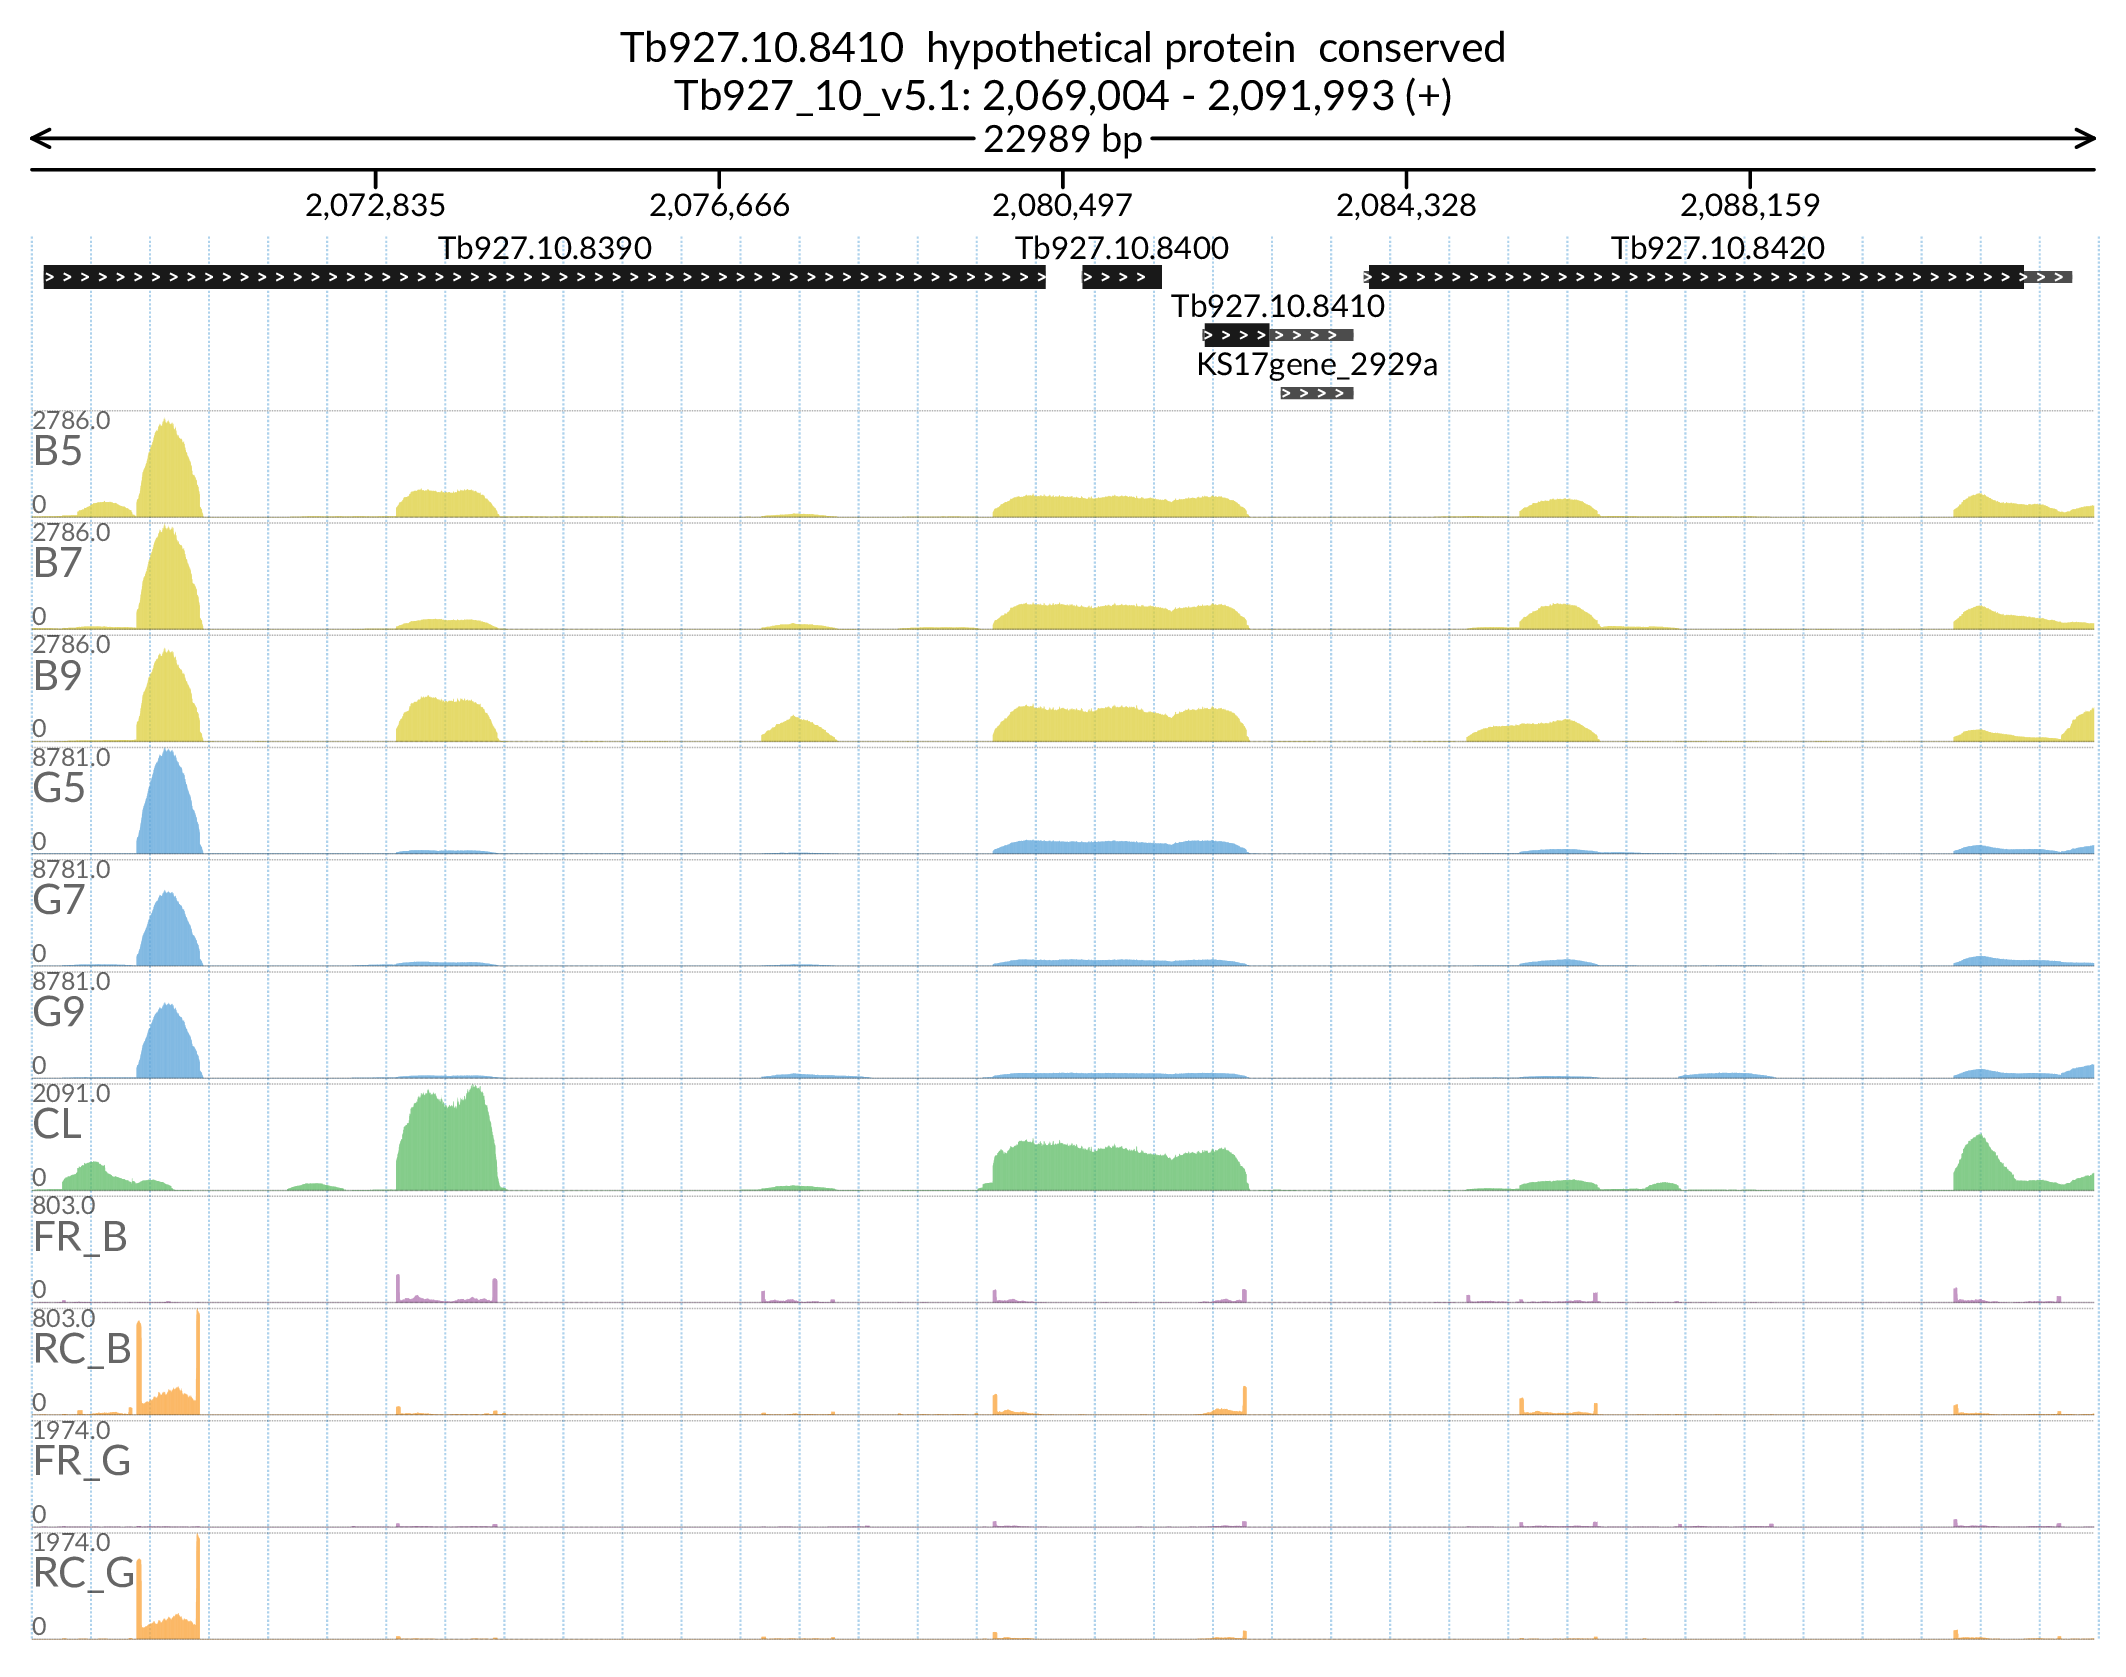 Tb927.10.8410  hypothetical protein  conserved
Tb927_10_v5.1: 2,069,004 - 2,091,993 (+)
22989 bp
2,072,835 2,076,666 2,080,497 2,084,328 2,088,159
Tb927.10.8390 Tb927.10.8400 Tb927.10.8420
Tb927.10.8410
KS17gene_2929a
2786.0
B5
0
2786.0
B7
0
2786.0
B9
0
8781.0
G5
0
8781.0
G7
0
8781.0
G9
0
2091.0
CL
0
803.0
FR_B
0
803.0
RC_B
0
1974.0
FR_G
0
1974.0
RC_G
0